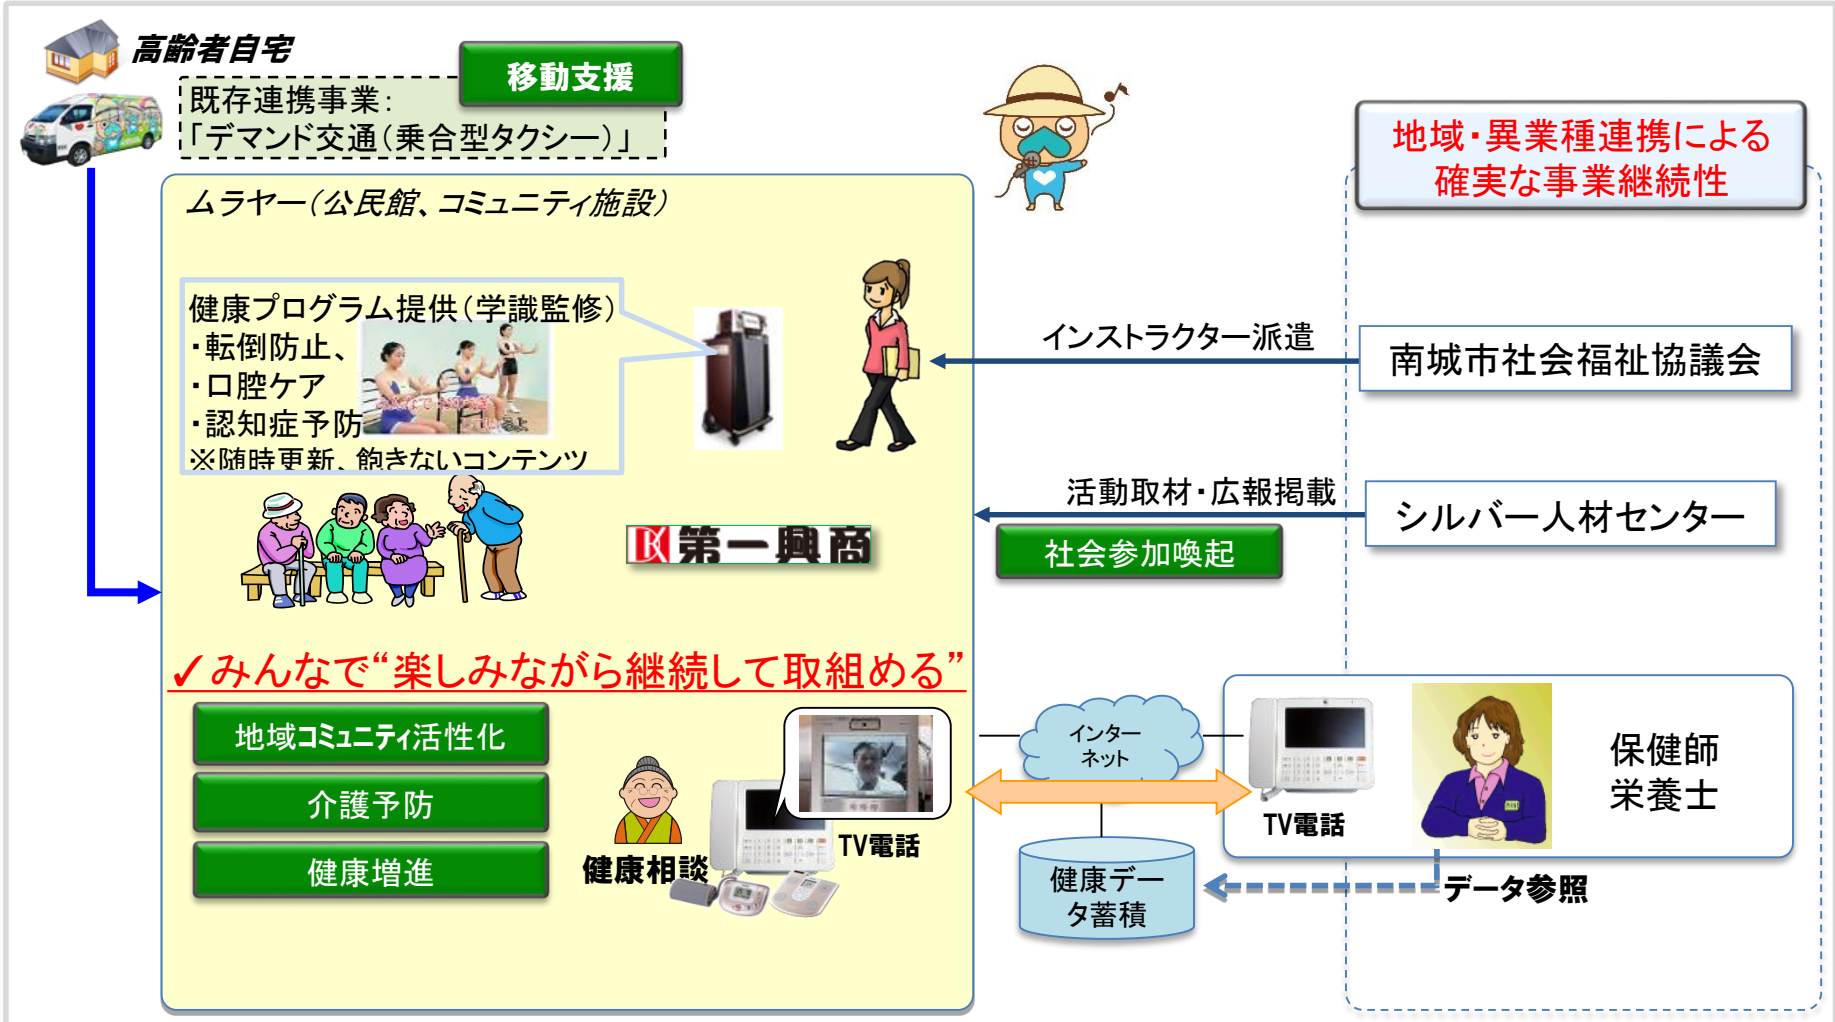 高齢者自宅
移動支援
既存連携事業：
「デマンド交通（乗合型タクシー）」
地域・異業種連携による
確実な事業継続性
ムラヤー（公民館、コミュニティ施設）
健康プログラム提供（学識監修）
・転倒防止、
・口腔ケア
・認知症予防
※随時更新、飽きないコンテンツ
インストラクター派遣
南城市社会福祉協議会
活動取材・広報掲載
シルバー人材センター
社会参加喚起
DK 第一興商
✓みんなで“楽しみながら継続して取組める”
地域コミュニティ活性化
介護予防
健康増進
健康相談
TV電話
インター
ネット
健康デー
タ蓄積
TV電話
保健師
栄養士
データ参照